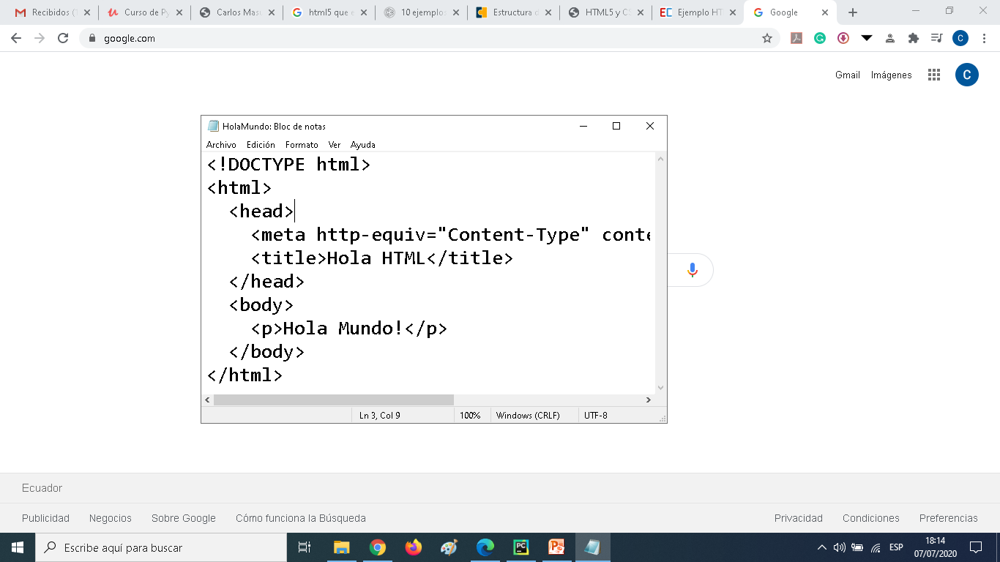 Recibidos (
Curso de Py
Carlos Mas
html5 que e
10 ejemplos
Estructura d
HTML5 y C
Ejemplo HT
Google
google.com
C
Gmail
Imágenes
C
HolaMundo: Bloc de notas
Archivo Edición Formato Ver Ayuda
<!DOCTYPE html>
<html>
<head>
<meta http-equiv="Content-Type" conte
<title>Hola HTML</title>
</head>
<body>
<p>Hola Mundo!</p>
</body>
</html>
Ln 3, Col 9
100%
Windows (CRLF)
UTF-8
Ecuador
Publicidad Negocios Sobre Google Cómo funciona la Búsqueda
Privacidad Condiciones Preferencias
Escribe aquí para buscar
ESP
18:14
07/07/2020